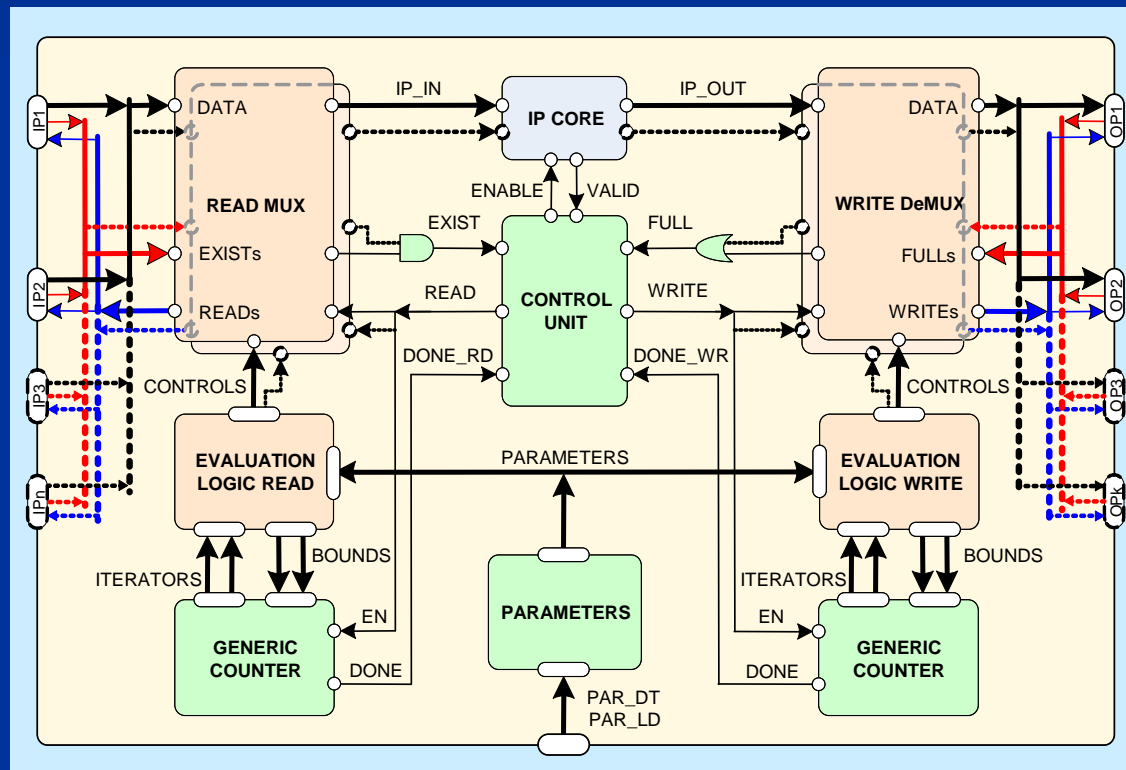 IP_IN
IP_OUT
IP1
DATA
IP CORE
DATA
OP1
ENABLE
VALID
READ MUX
WRITE DeMUX
EXIST
FULL
EXISTs
FULLs
IP2
READ
CONTROL
UNIT
WRITE
OP2
READs
WRITEs
DONE_RD
DONE_WR
CONTROLS
CONTROLS
IP3
OP3
EVALUATION
LOGIC READ
PARAMETERS
EVALUATION
LOGIC WRITE
IPn
OPk
BOUNDS
BOUNDS
ITERATORS
ITERATORS
PARAMETERS
EN
EN
GENERIC
COUNTER
GENERIC
COUNTER
DONE
DONE
PAR_DT
PAR_LD